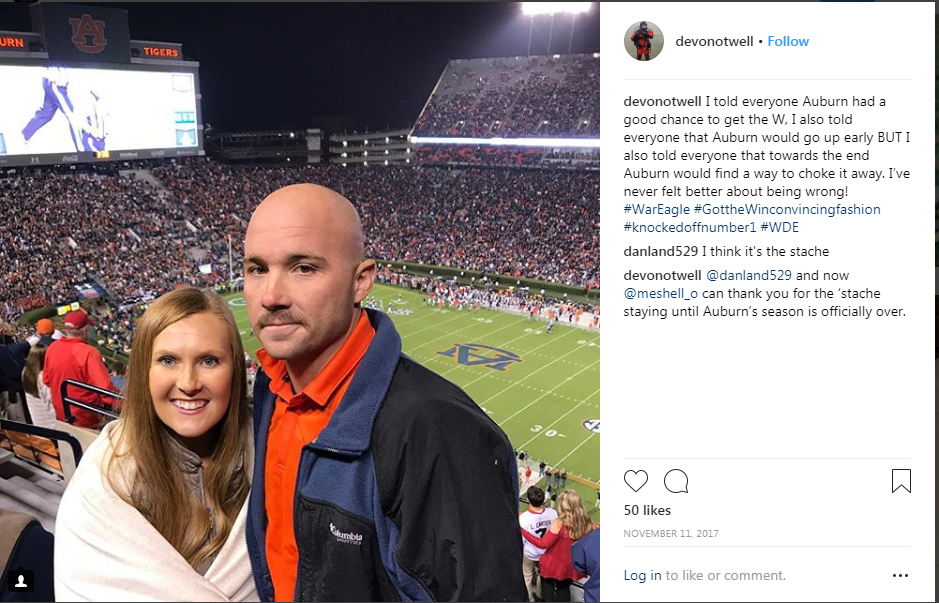 URN
TIGERS
AU
AU
30
Columbia
L. CARTER
7
devonotwell • Follow
devonotwell I told everyone Auburn had a
good chance to get the W, I also told
everyone that Auburn would go up early BUT I
also told everyone that towards the end
Auburn would find a way to choke it away. I've
never felt better about being wrong!
#WarEagle #GottheWinconvincingfashion
#knockedoffnumber1 #WDE
danland529 I think it's the stache
devonotwell @danland529 and now
@meshell_o can thank you for the 'stache
staying until Auburn's season is officially over.
50 likes
NOVEMBER 11, 2017
Log in to like or comment.